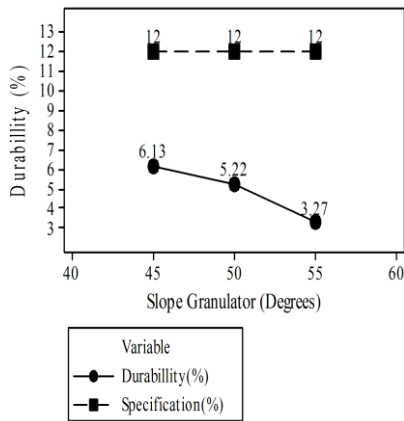 13
12
11
10
9
8
7
6
5
4
3
Durabillity (%)
12 12 12
6.13
5.22
3.27
40 45 50 55 60
Slope Granulator (Degrees)
Variable
Durabillity(%)
Specification(%)